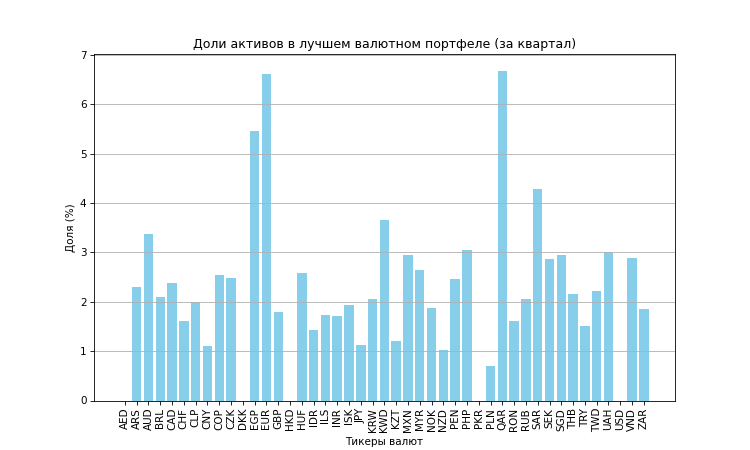 Доли активов в лучшем валютном портфеле (за квартал)
Доля (%)
7
6
5
4
3
2
1
0
AED ARS AUD BRL CAD CHF CLP CNY COP CZK DKK EGP EUR GBP HKD HUF IDR ILS INR ISK JPY KRW KWD KZT MXN MYR NOK NZD PEN PHP PKR PLN QAR RON RUB SAR SEK SGD THB TRY TWD UAH USD VND ZAR
Тикеры валют